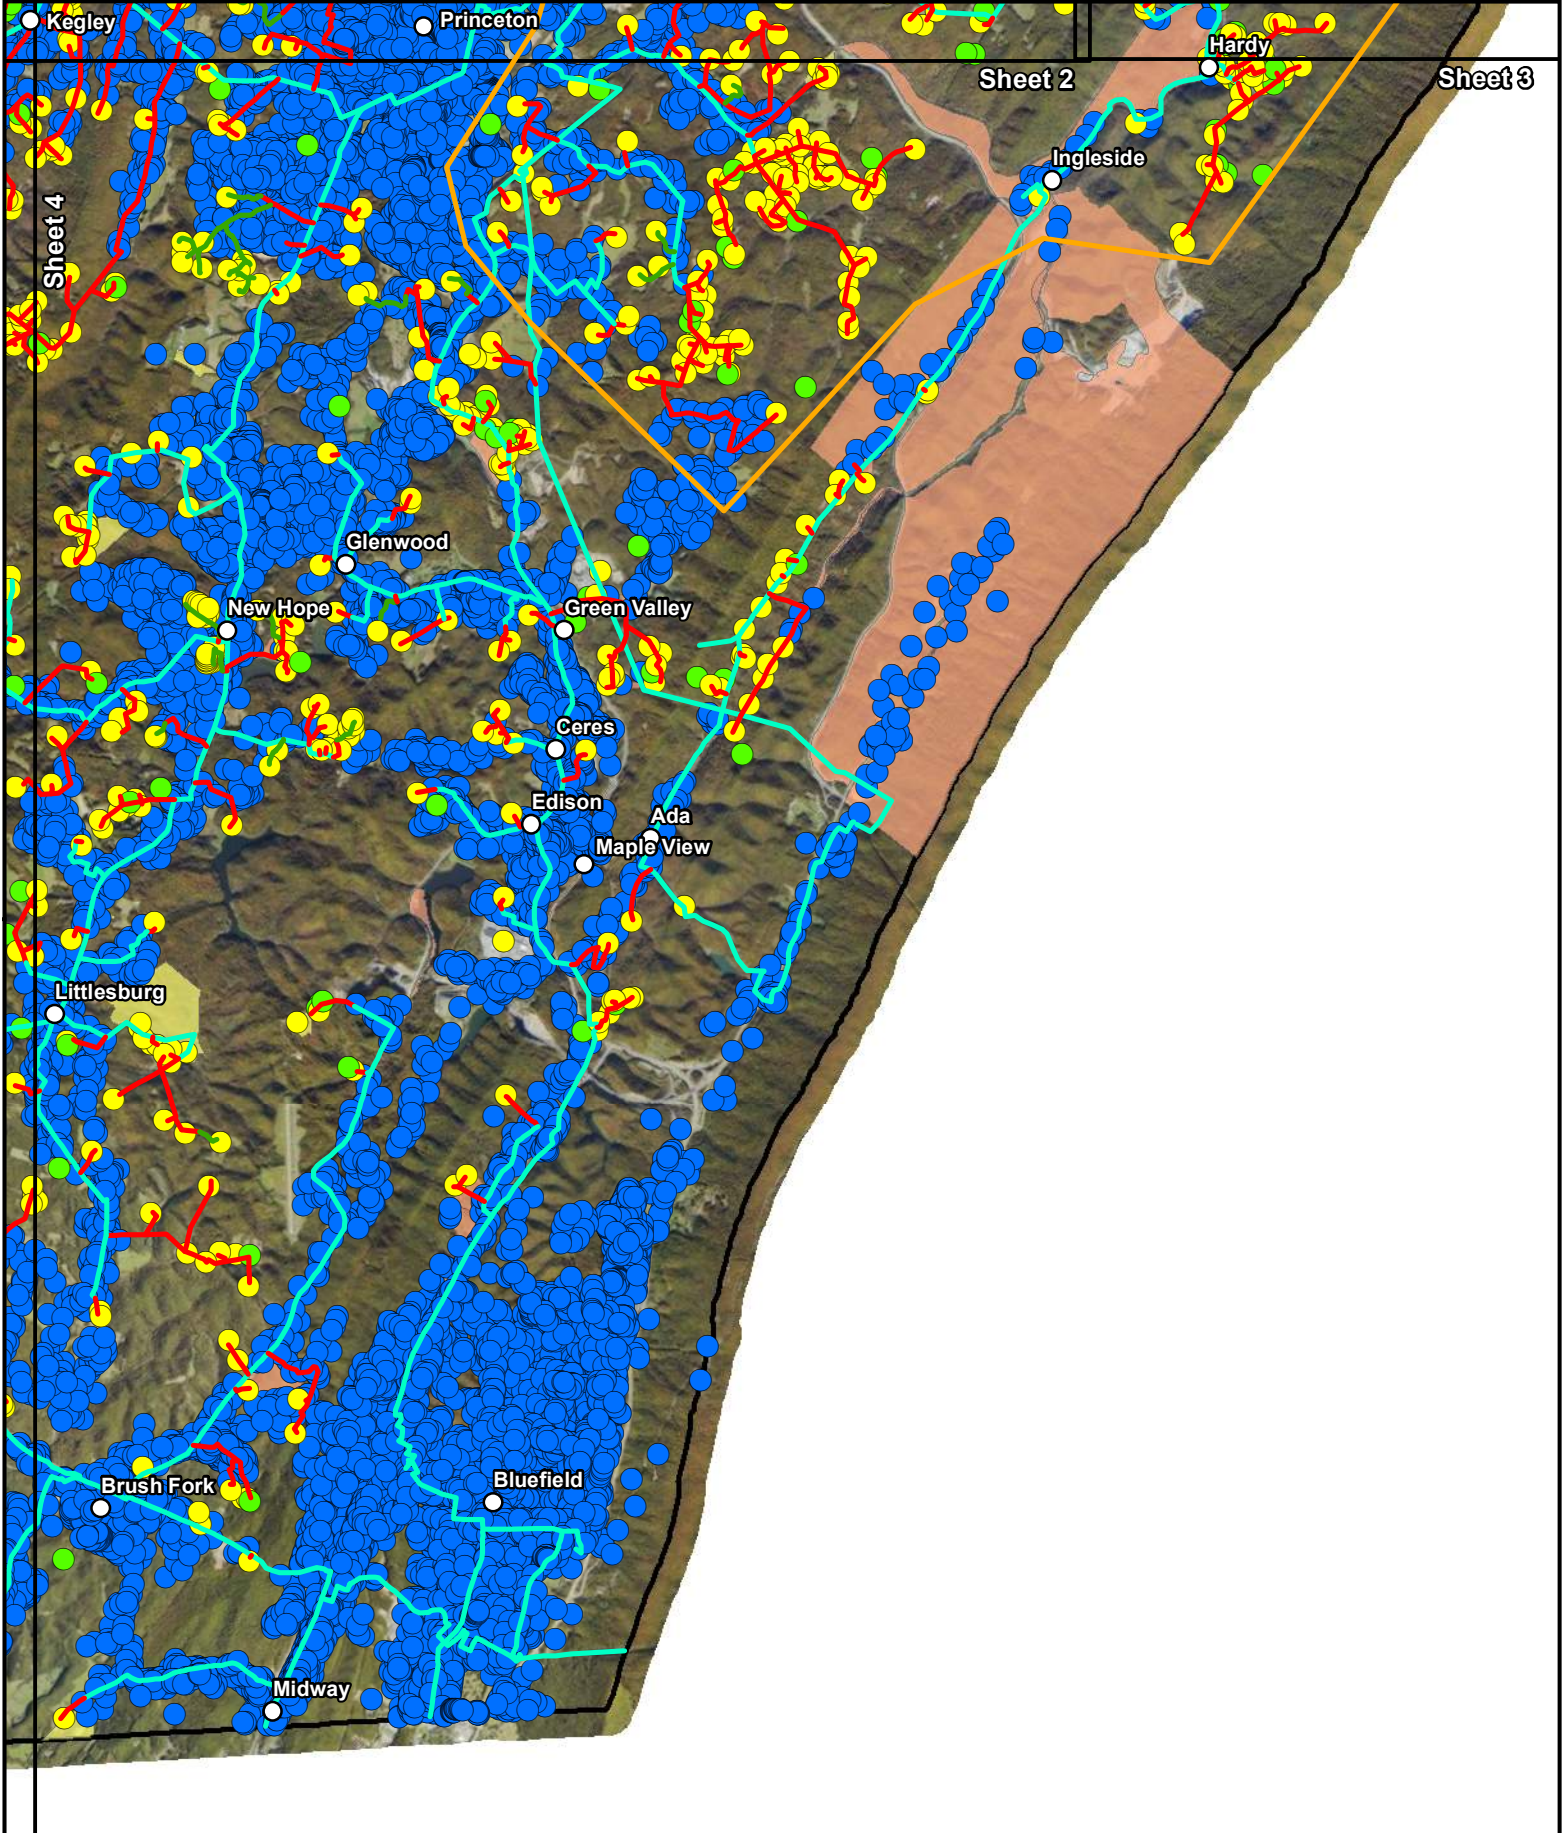 Kegley
Princeton
Hardy
Sheet 2
Sheet 3
Ingleside
Sheet 4
Glenwood
New Hope
Green Valley
Ceres
Edison
Ada
Maple View
Littlesburg
Bluefield
Brush Fork
Midway